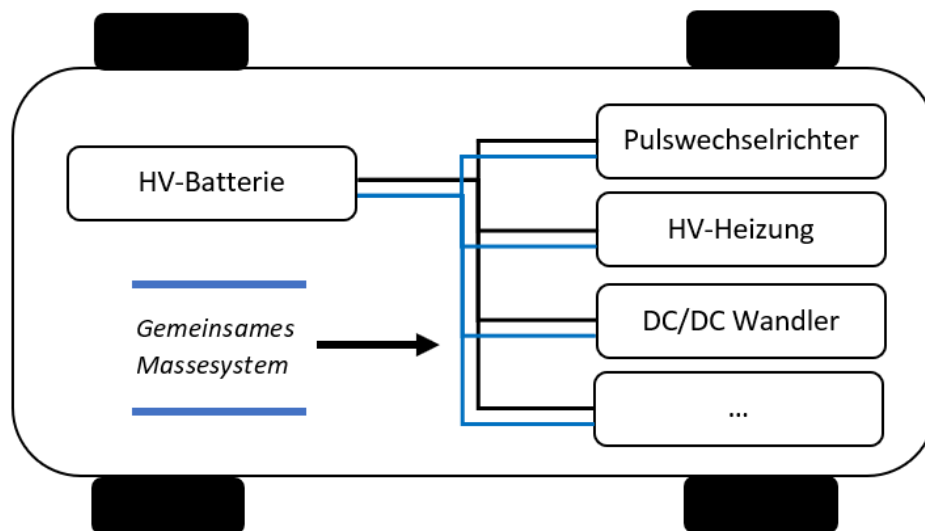 HV-Batterie
Gemeinsames
Massesystem
Pulswechselrichter
HV-Heizung
DC/DC Wandler
...